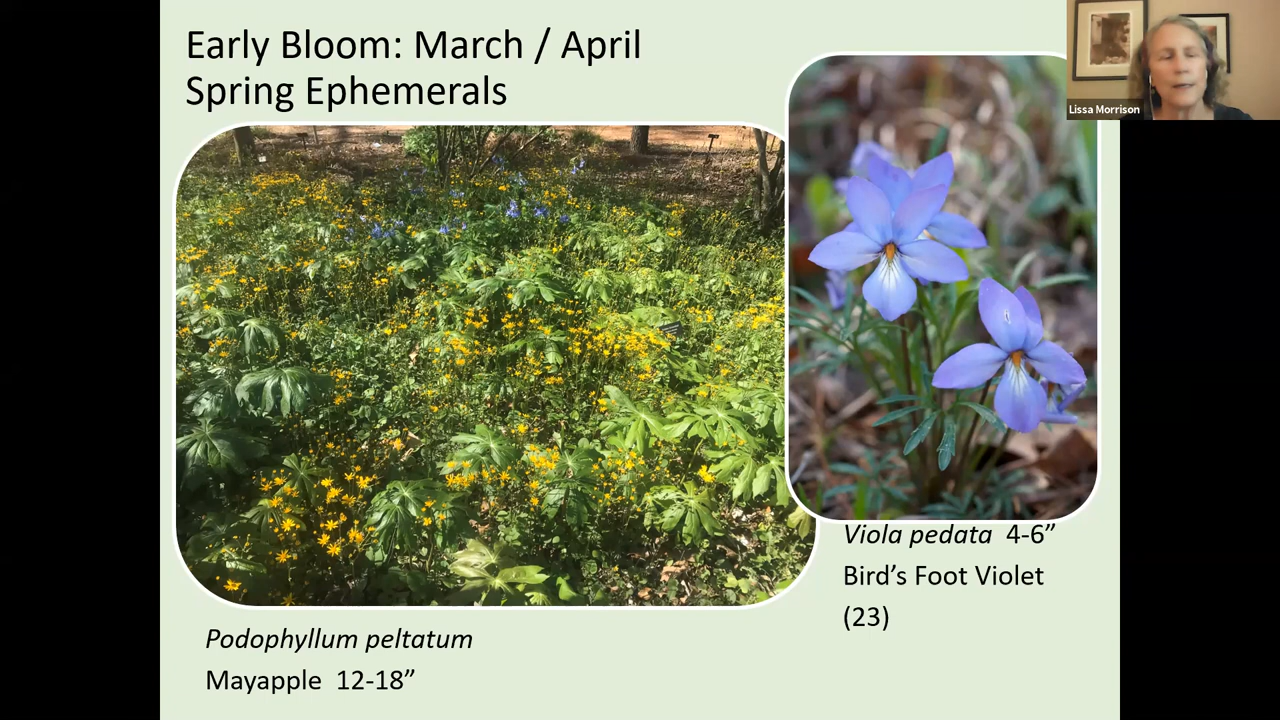 Early Bloom: March / April
Spring Ephemerals
Lissa Morrison
Viola pedata 4-6”
Bird’s Foot Violet
(23)
Podophyllum peltatum
Mayapple 12-18”